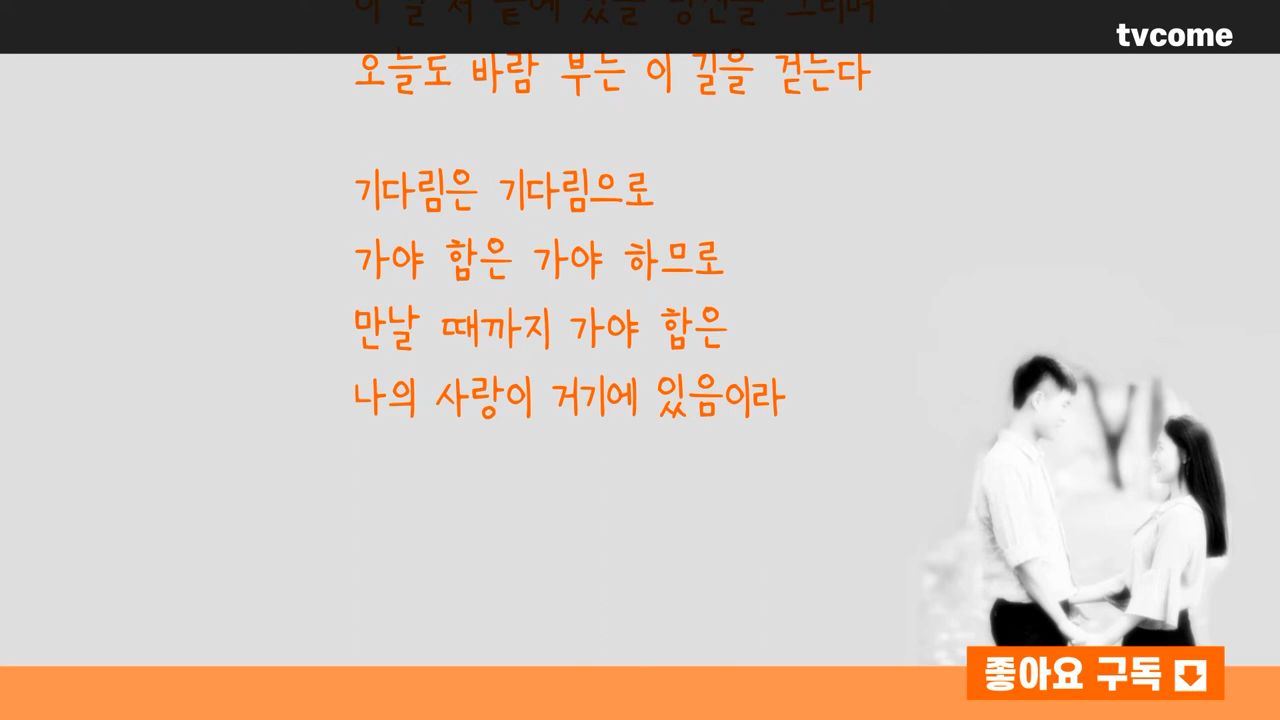 tvcome
오늘도 바람 부는 이 길을 걷는다
기다림은 기다림으로
가야 함은 가야 하므로
만날 때까지 가야 함은
나의 사랑이 거기에 있음이라
좋아요 구독